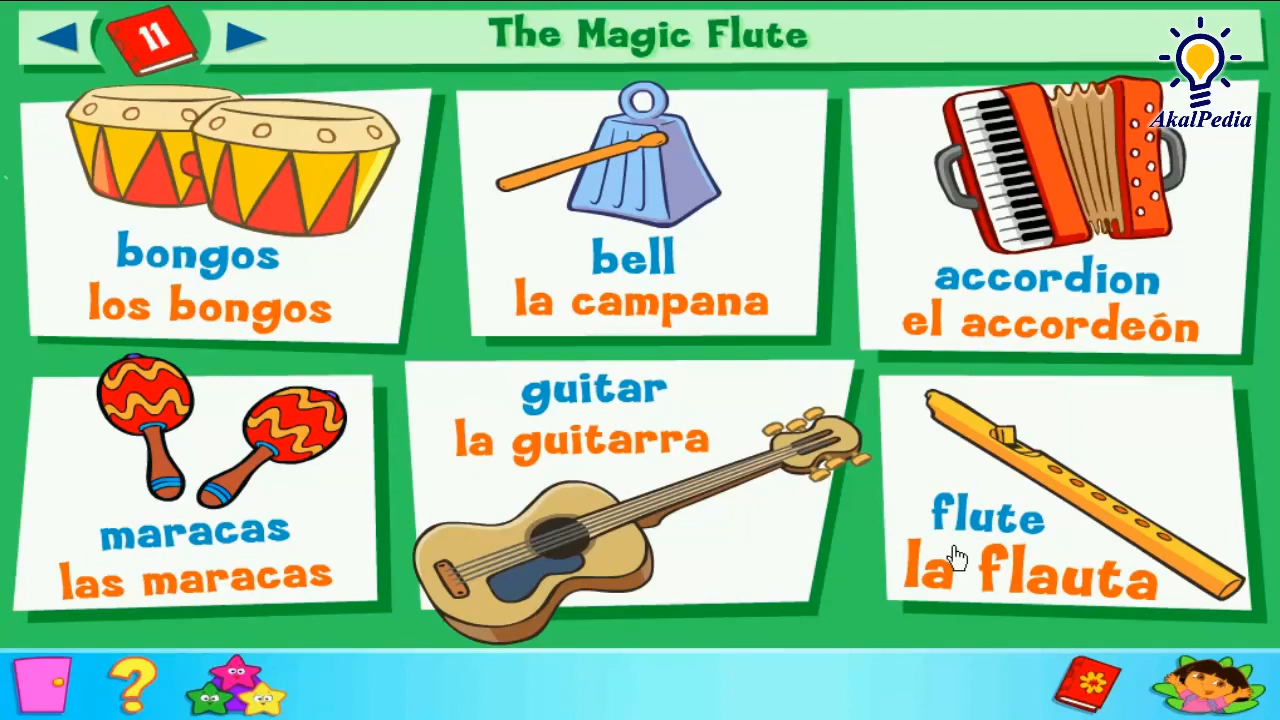 11
The Magic Flute
AkalPedia
bongos
los bongos
bell
la campana
accordion
el accordeón
maracas
las maracas
guitar
la guitarra
flute
la flauta
?